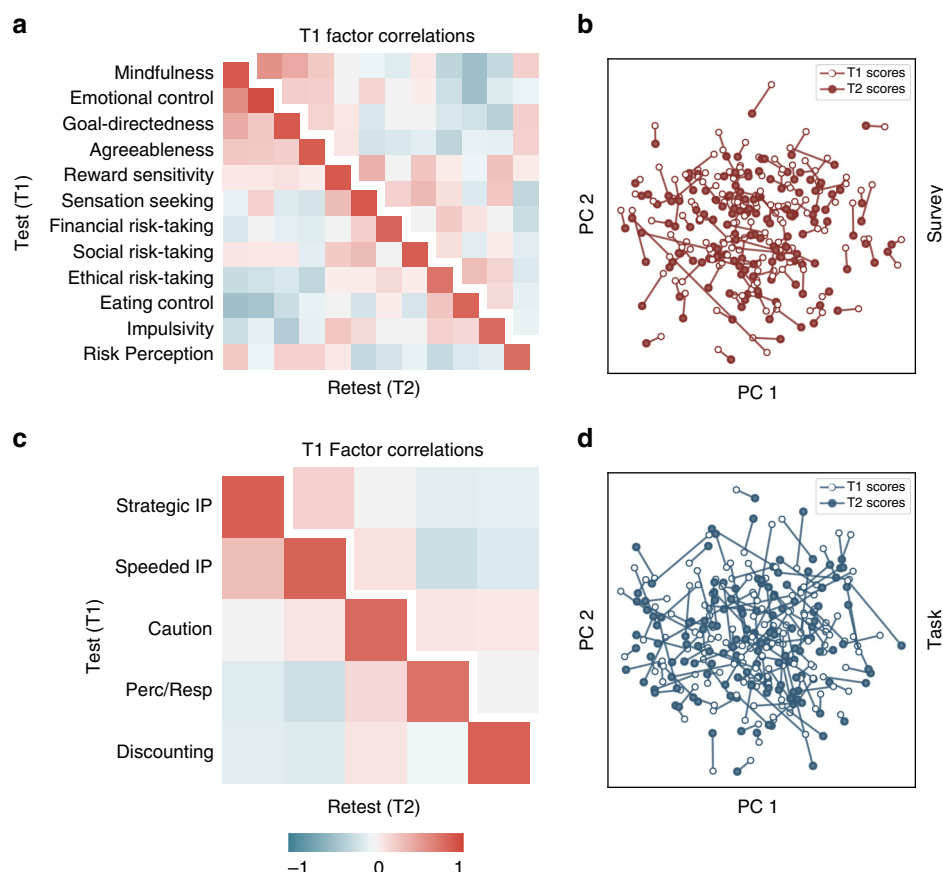 a
T1 factor correlations
Test (T1)
Mindfulness
Emotional control
Goal-directedness
Agreeableness
Reward sensitivity
Sensation seeking
Financial risk-taking
Social risk-taking
Ethical risk-taking
Eating control
Impulsivity
Risk Perception
Retest (T2)
b
T1 scores
T2 scores
PC 2
PC 1
Survey
c
T1 Factor correlations
Test (T1)
Strategic IP
Speeded IP
Caution
Perc/Resp
Discounting
Retest (T2)
−1
0
1
d
T1 scores
T2 scores
PC 2
PC 1
Task